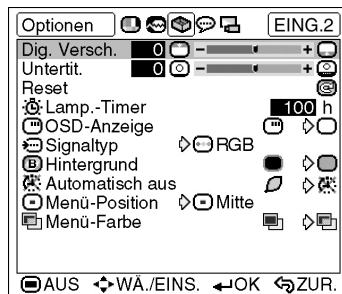 Optionen EING.2
Dig. Versch. 0 - +
Untertit. 0 - +
Reset
Lamp.-Timer 100 h
OSD-Anzeige
Signaltyp RGB
B Hintergrund
Automatisch aus
Menü-Position Mitte
Menü-Farbe
AUS WÄ./EINS. OK ZUR.